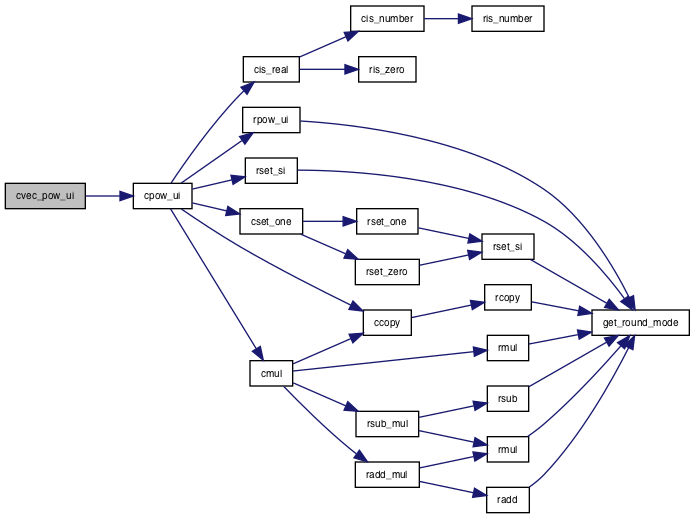 cis_number
ris_number
cis_real
ris_zero
rpow_ui
rset_si
cvec_pow_ui
cpow_ui
cset_one
rset_one
rset_si
rset_zero
rcopy
ccopy
get_round_mode
rmul
cmul
rsub
rsub_mul
rmul
radd_mul
radd